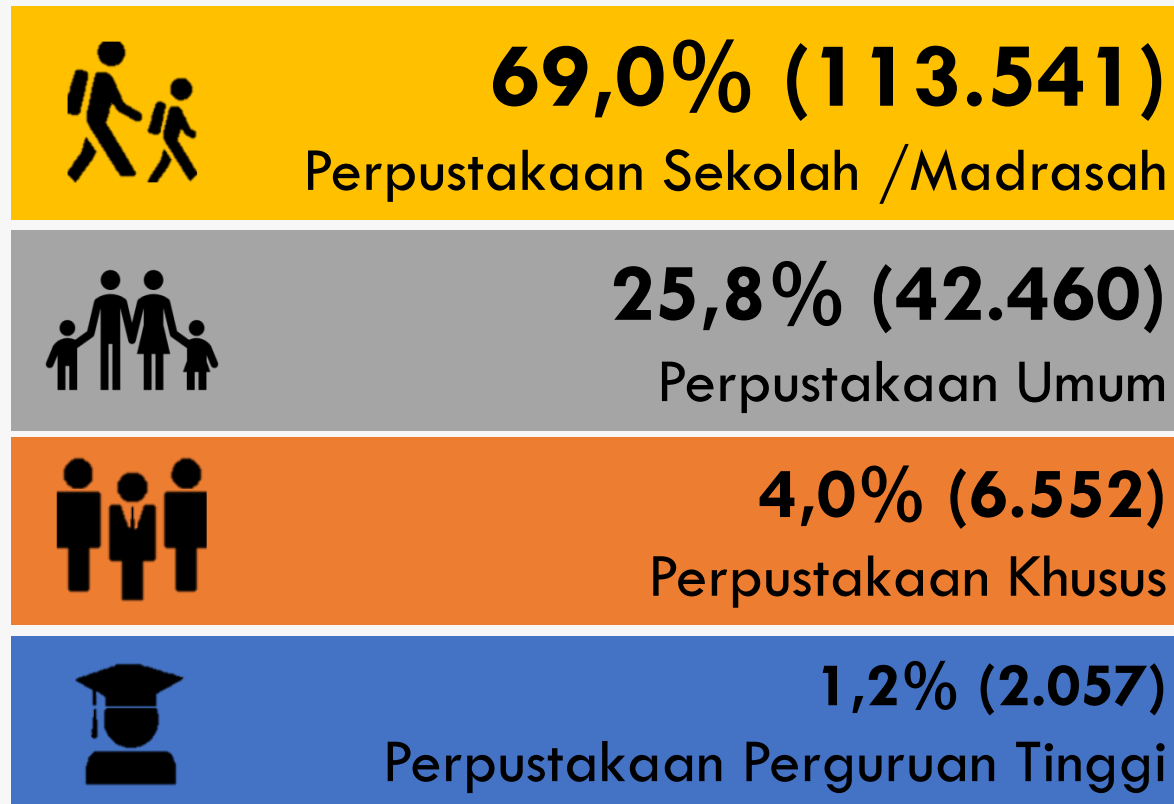 69,0% (113.541)
Perpustakaan Sekolah /Madrasah
25,8% (42.460)
Perpustakaan Umum
4,0% (6.552)
Perpustakaan Khusus
1,2% (2.057)
Perpustakaan Perguruan Tinggi